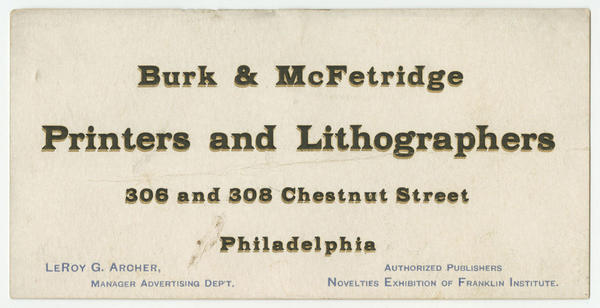 Burk & McFetridge
Printers and Lithographers
306 and 308 Chestnut Street
Philadelphia
LeRoy G. Archer,
Manager Advertising Dep't.
Authorized Publishers
Novelties Exhibition of Franklin Institute.